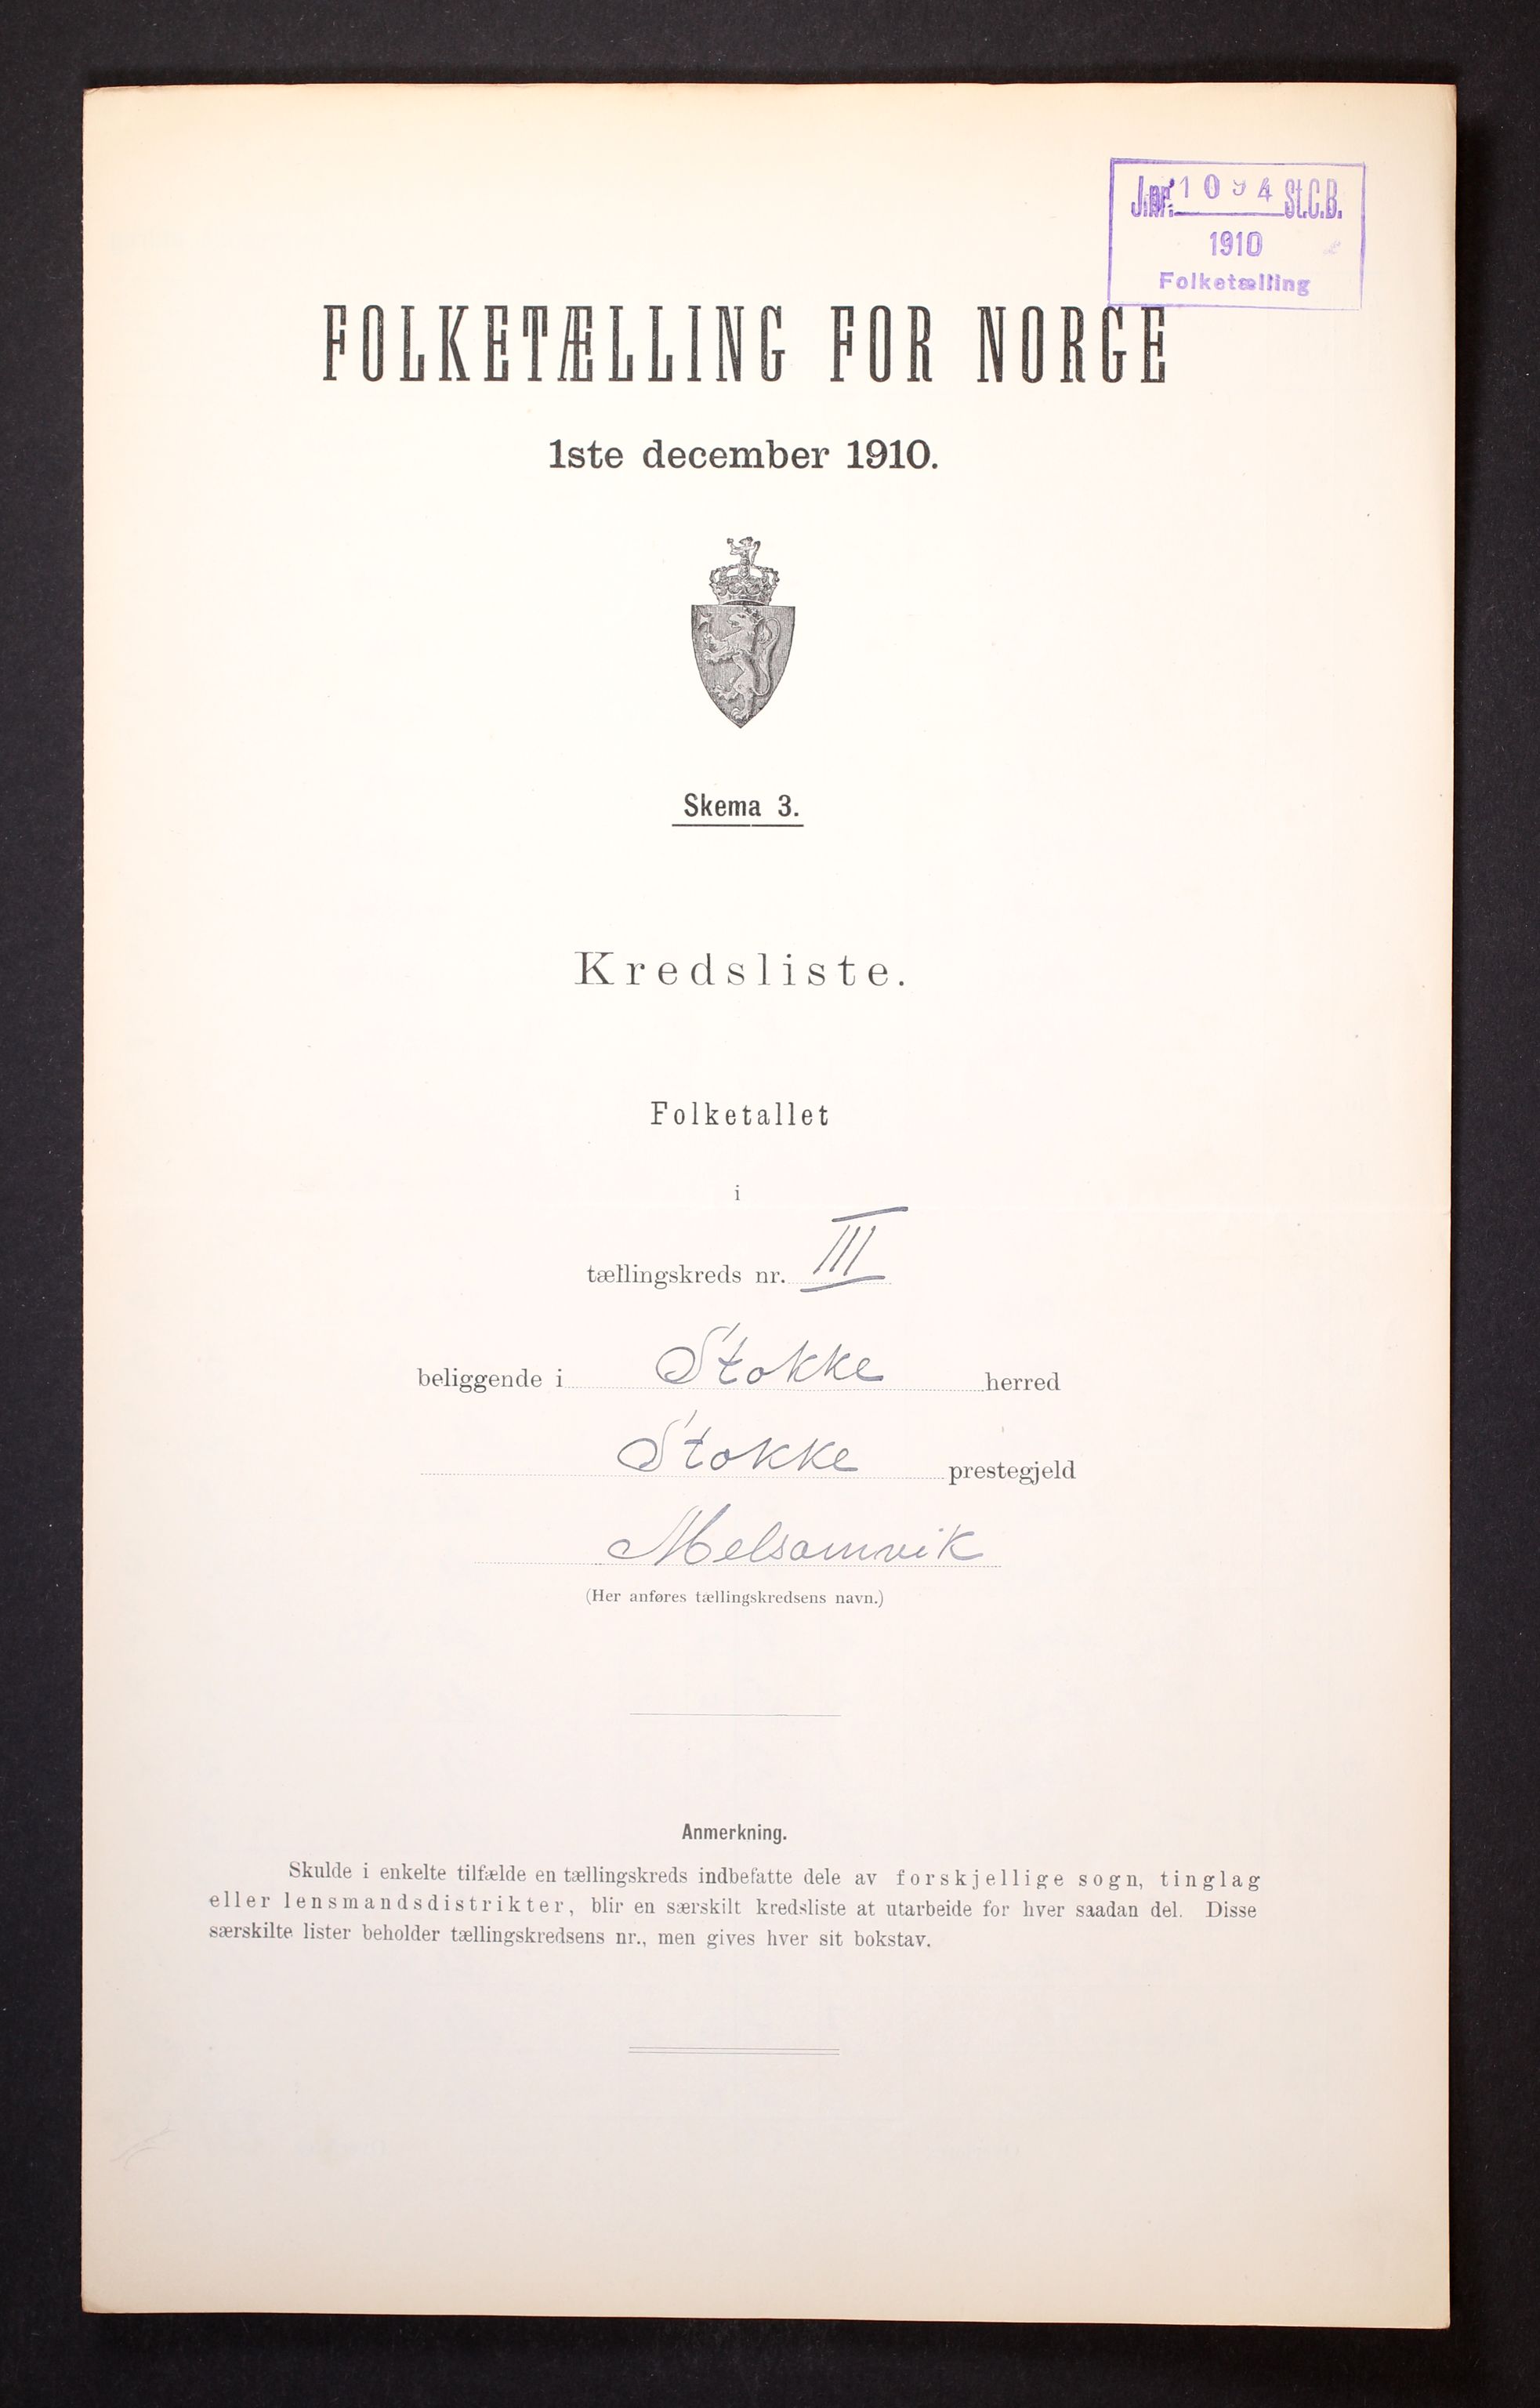 J.nr. 1094 St.C.B.
1910
Folketælling
FOLKETÆLLING FOR NORGE
1ste december 1910.
Skema 3.
Kredsliste.
Folketallet
i
tællingskreds nr. III
beliggende i Stokke herred
Stokke prestegjeld
Melsomvik
(Her anføres tællingskredsens navn.)
Anmerkning.
Skulde i enkelte tilfælde en tællingskreds indbefatte dele av forskjellige sogn, tinglag
eller lensmandsdistrikter, blir en særskilt kredsliste at utarbeide for hver saadan del. Disse
særskilte lister beholder tællingskredsens nr., men gives hver sit bokstav.